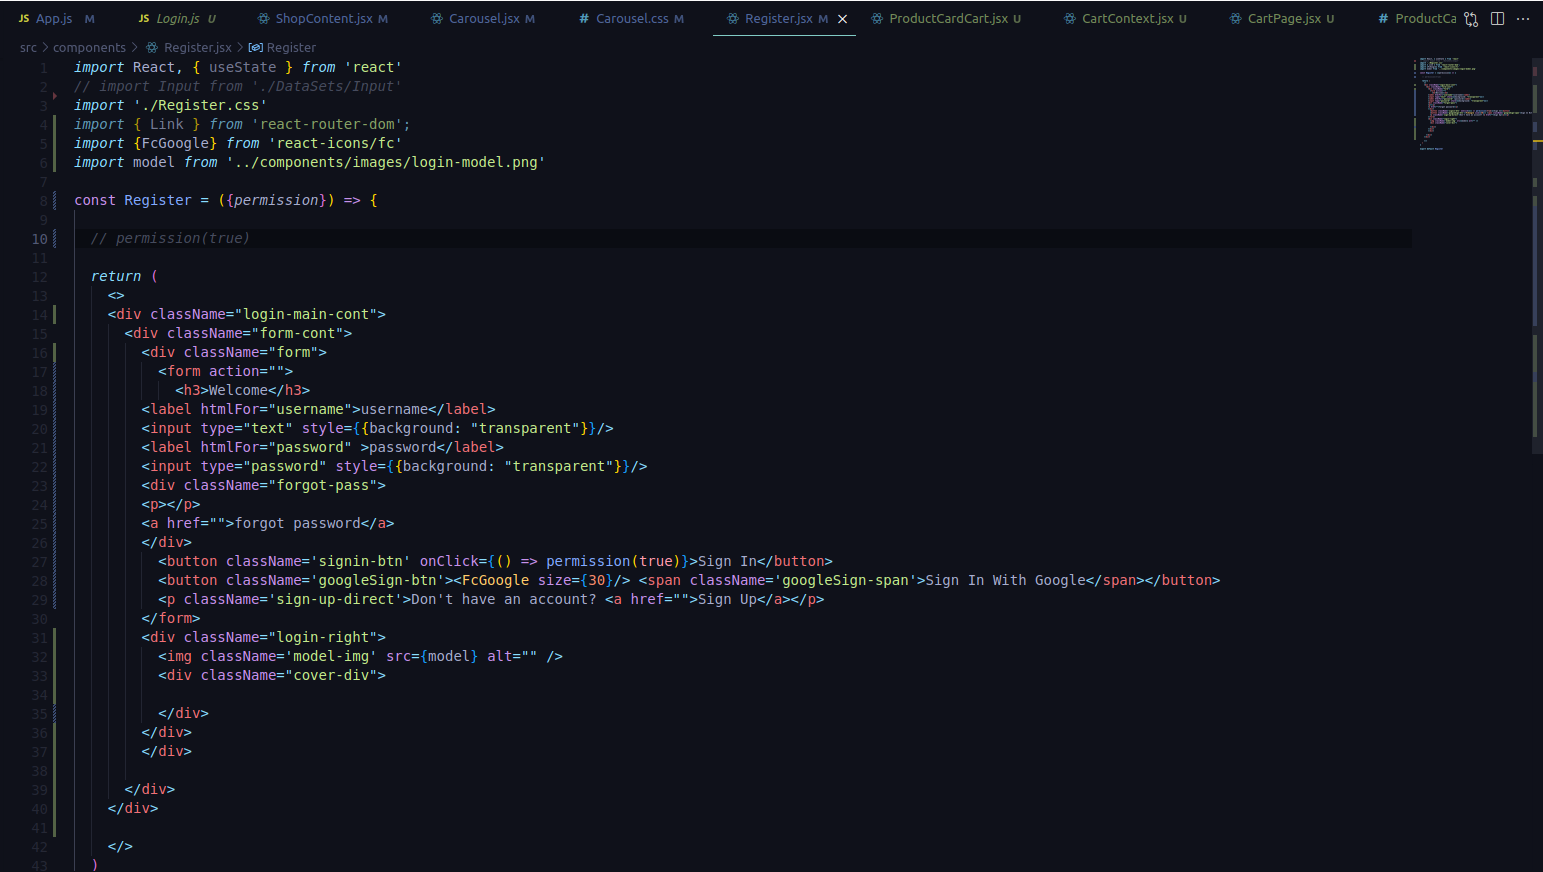 App.js M Login.js U ShopContent.jsx M Carousel.jsx M Carousel.css M Register.jsx M ProductCardCart.jsx U CartContext.jsx U CartPage.jsx U ProductCa
src > components > Register.jsx > Register
1 import React, { useState } from 'react'
2 // import Input from './DataSets/Input'
3 import './Register.css'
4 import { Link } from 'react-router-dom';
5 import {FcGoogle} from 'react-icons/fc'
6 import model from '../components/images/login-model.png'
7
8 const Register = ({permission}) => {
9
10 // permission(true)
11
12 return (
13 <>
14 <div className="login-main-cont">
15 <div className="form-cont">
16 <div className="form">
17 <form action="">
18 <h3>Welcome</h3>
19 <label htmlFor="username">username</label>
20 <input type="text" style={{background: "transparent"}}/>
21 <label htmlFor="password" >password</label>
22 <input type="password" style={{background: "transparent"}}/>
23 <div className="forgot-pass">
24 <p></p>
25 <a href="">forgot password</a>
26 </div>
27 <button className='signin-btn' onClick={() => permission(true)}>Sign In</button>
28 <button className='googleSign-btn'><FcGoogle size={30}/> <span className='googleSign-span'>Sign In With Google</span></button>
29 <p className='sign-up-direct'>Don't have an account? <a href="">Sign Up</a></p>
30 </form>
31 <div className="login-right">
32 <img className='model-img' src={model} alt="" />
33 <div className="cover-div">
34
35 </div>
36 </div>
37 </div>
38
39 </div>
40 </div>
41
42 </>
43 )